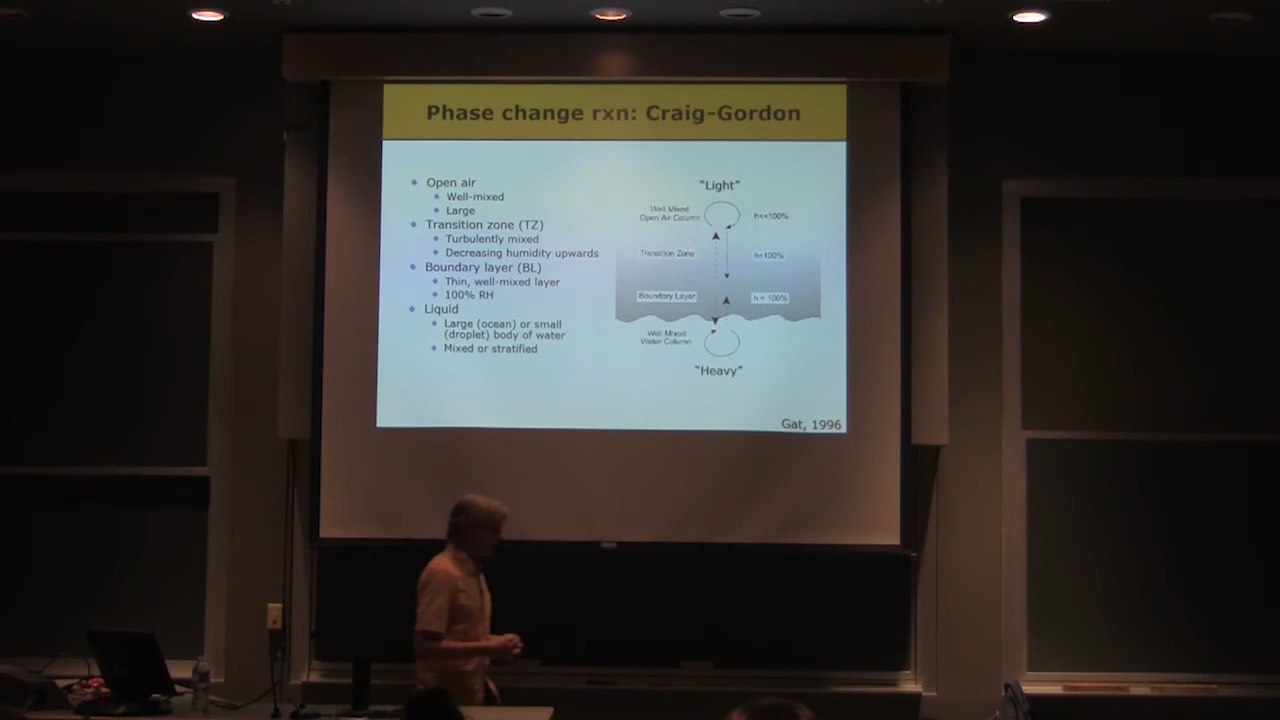 Phase change rxn: Craig-Gordon
Open air
Well-mixed
Large
Transition zone (TZ)
Turbulently mixed
Decreasing humidity upwards
Boundary layer (BL)
Thin, well-mixed layer
100% RH
Liquid
Large (ocean) or small
(droplet) body of water
Mixed or stratified
"Light"
Well Mixed
Open Air Column
h<<100%
Transition Zone
h<100%
Boundary Layer
h = 100%
Well Mixed
Water Column
"Heavy"
Gat, 1996